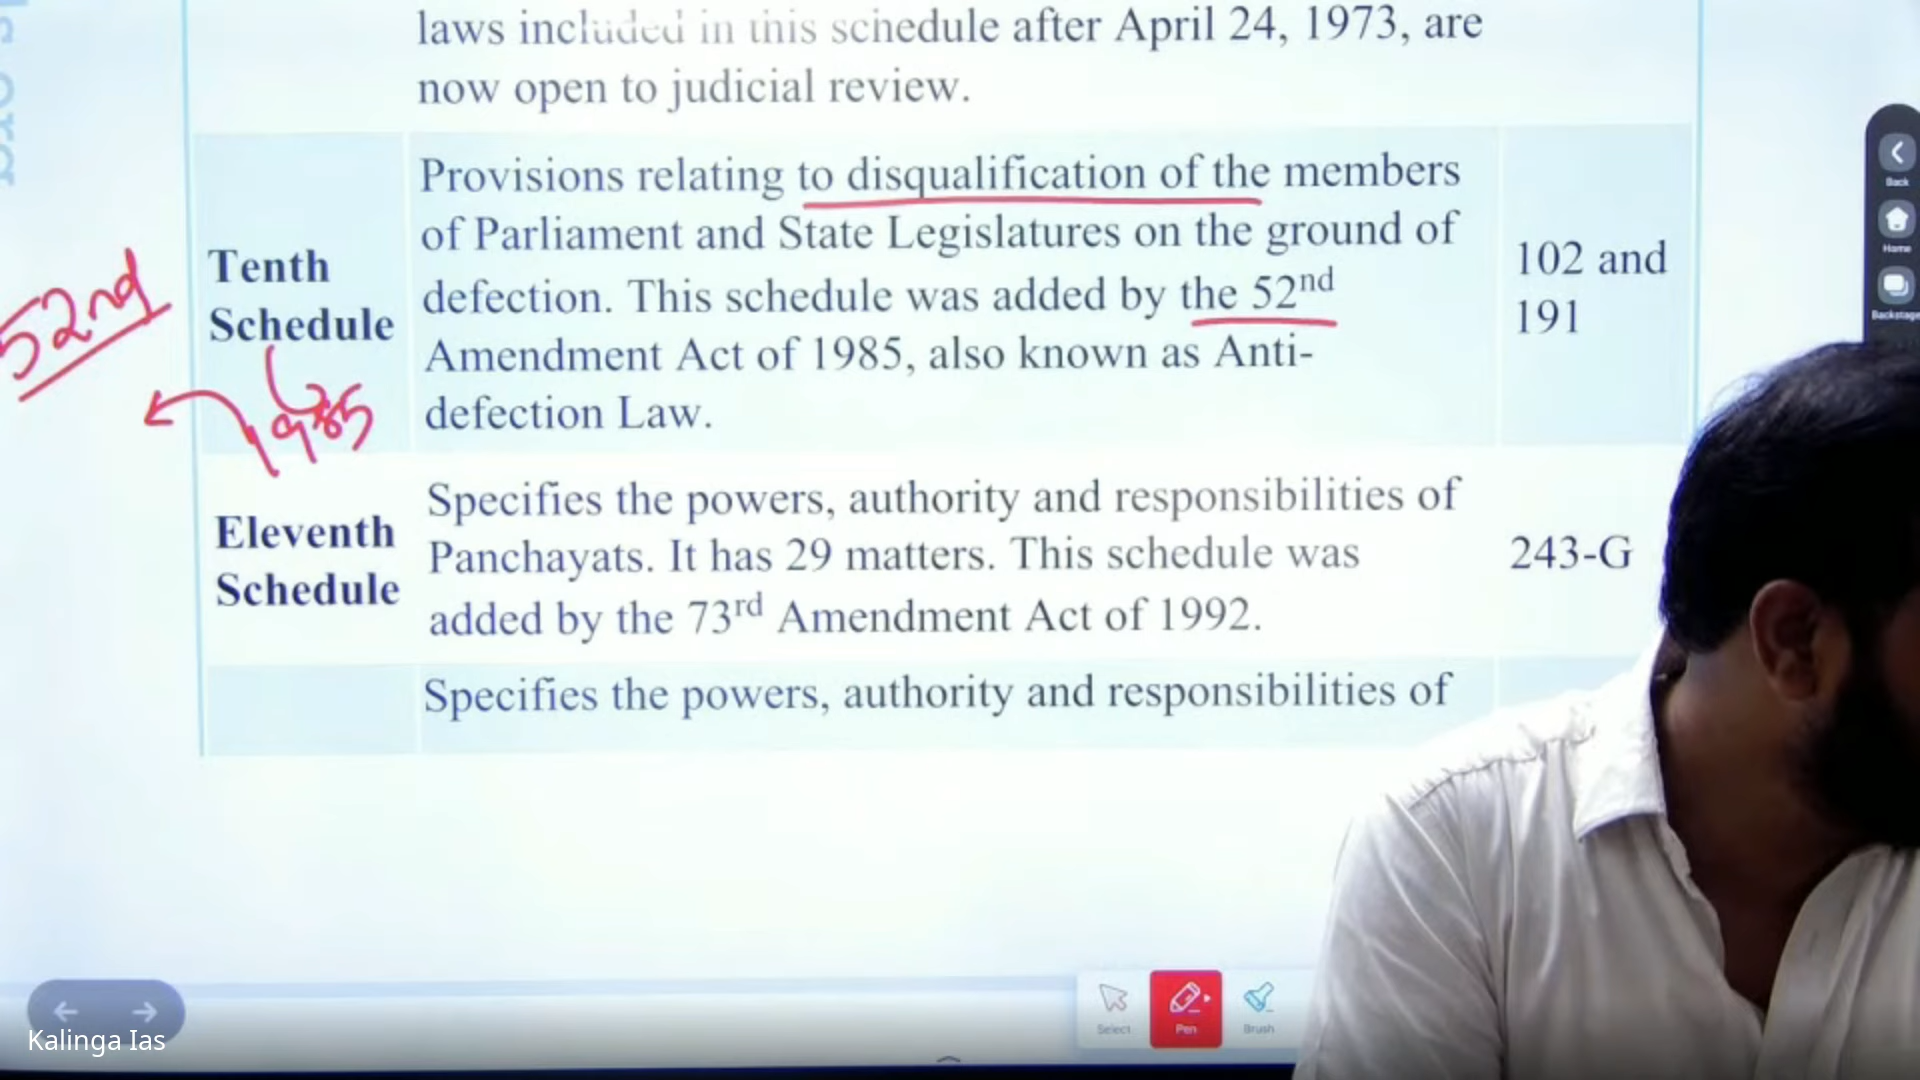 laws included in this schedule after April 24, 1973, are
now open to judicial review.
Tenth
Schedule
Provisions relating to disqualification of the members
of Parliament and State Legislatures on the ground of
defection. This schedule was added by the 52nd
Amendment Act of 1985, also known as Anti-
defection Law.
102 and
191
52nd
1985
Eleventh
Schedule
Specifies the powers, authority and responsibilities of
Panchayats. It has 29 matters. This schedule was
added by the 73rd Amendment Act of 1992.
243-G
Specifies the powers, authority and responsibilities of
Back
Home
Backstage
Select
Pen
Brush
Kalinga Ias